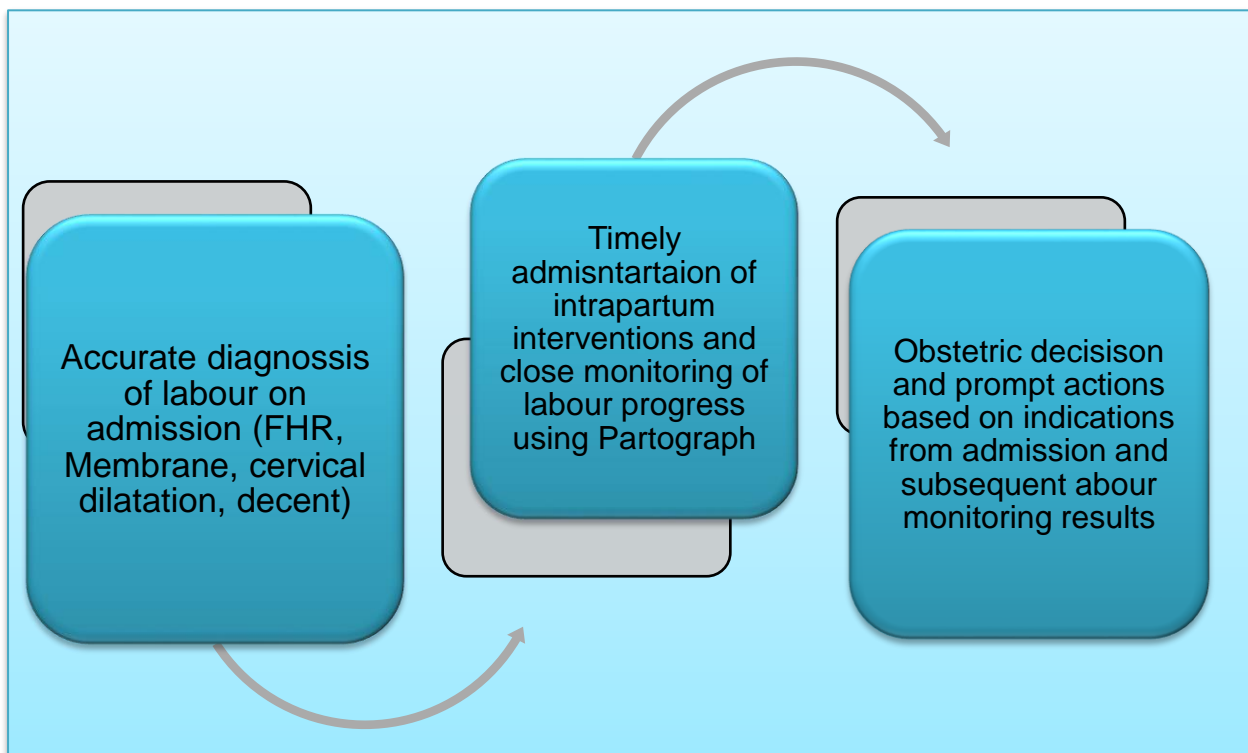 Accurate diagnossis
of labour on
admission (FHR,
Membrane, cervical
dilatation, decent)
Timely
admisntartaion of
intrapartum
interventions and
close monitoring of
labour progress
using Partograph
Obstetric decisison
and prompt actions
based on indications
from admission and
subsequent abour
monitoring results